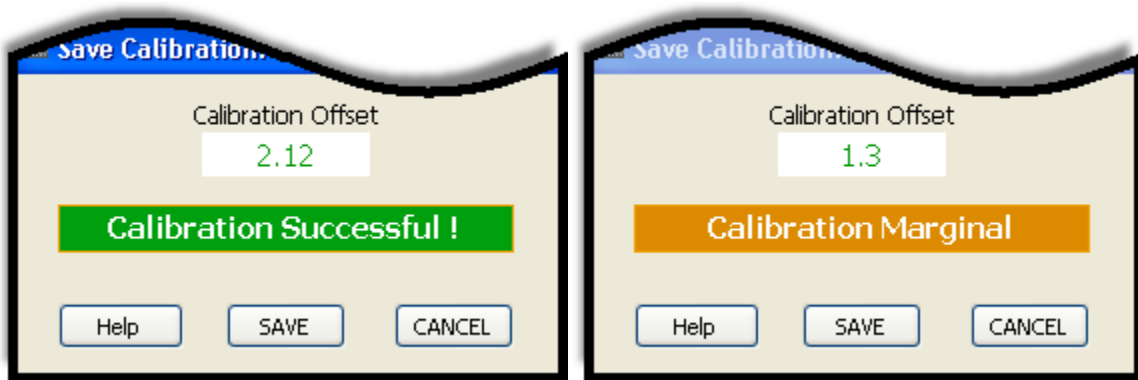 Save Calibration
Calibration Offset
2.12
Calibration Successful !
Help
SAVE
CANCEL
Save Calibration
Calibration Offset
1.3
Calibration Marginal
Help
SAVE
CANCEL